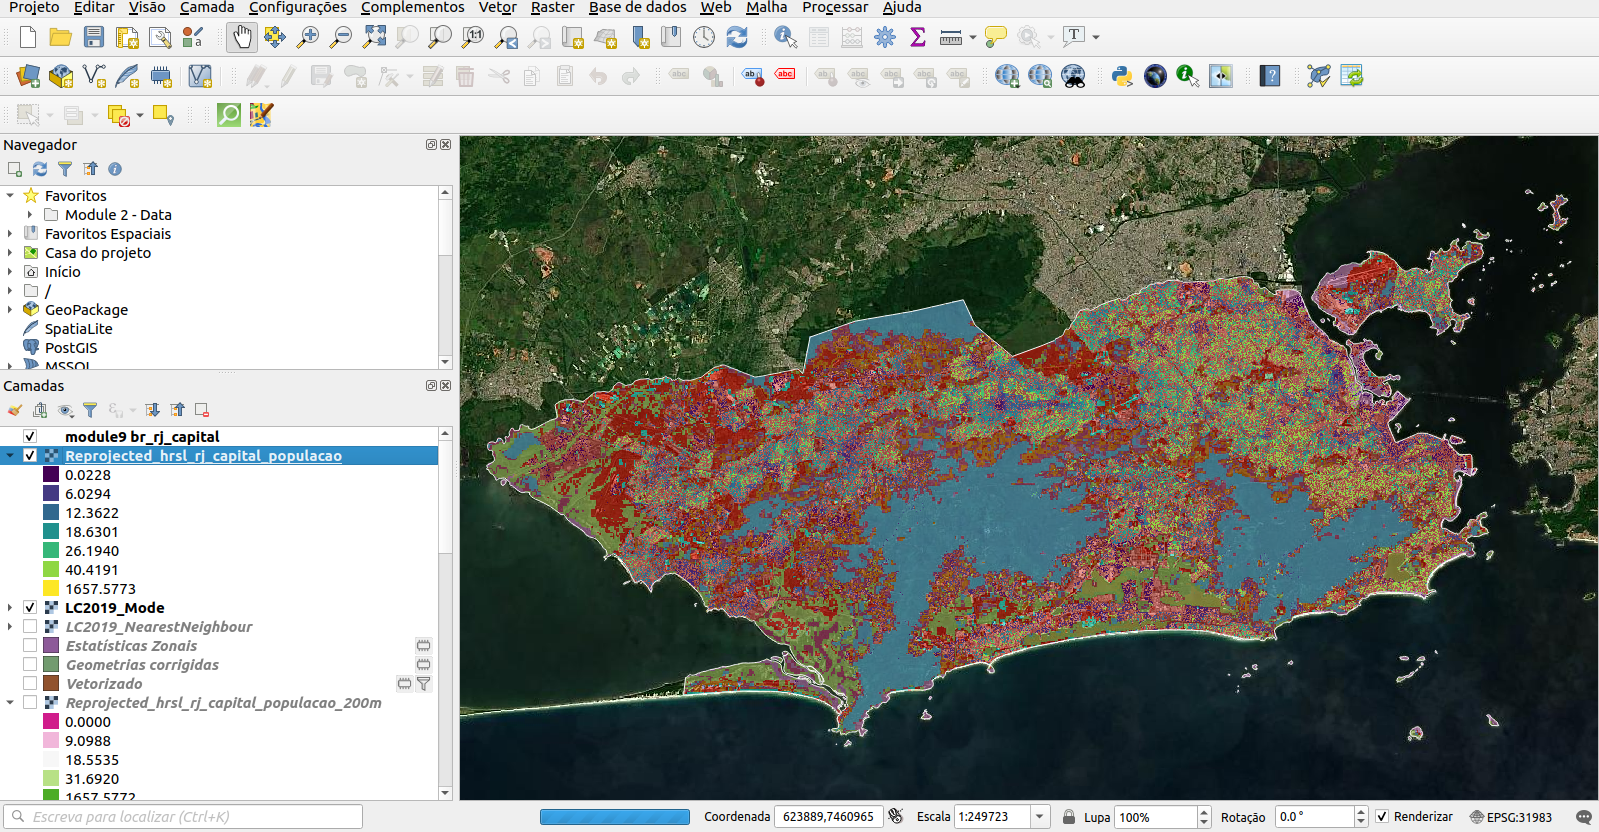 Projeto Editar Visão Camada Configurações Complementos Vetor Raster Base de dados Web Malha Processar Ajuda
Navegador
Favoritos
Module 2 - Data
Favoritos Espaciais
Casa do projeto
Início
/
GeoPackage
SpatiaLite
PostGIS
MSSQL
Camadas
module9 br_rj_capital
Reprojected_hrsl_rj_capital_populacao
0.0228
6.0294
12.3622
18.6301
26.1940
40.4191
1657.5773
LC2019_Mode
LC2019_NearestNeighbour
Estatísticas Zonais
Geometrias corrigidas
Vetorizado
Reprojected_hrsl_rj_capital_populacao_200m
0.0000
9.0988
18.5535
31.6920
1657.5772
Escreva para localizar (Ctrl+K) Coordenada 623889,7460965 Escala 1:249723 Lupa 100% Rotação 0.0 ° Renderizar EPSG:31983